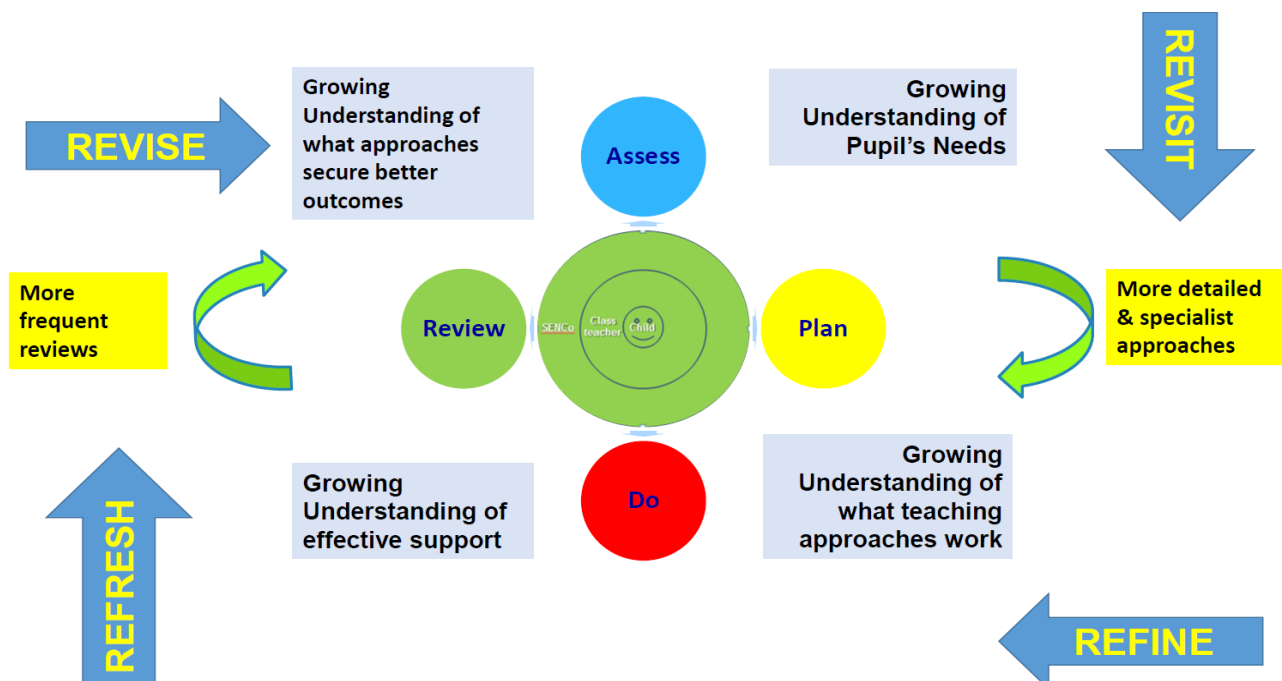 REVISE
Growing
Understanding of
what approaches
secure better
outcomes
Assess
Growing
Understanding of
Pupil's Needs
REVISIT
More
frequent
reviews
Review
SENCo
Class
teacher
Child
Plan
More detailed
& specialist
approaches
REFRESH
Growing
Understanding of
effective support
Do
Growing
Understanding of
what teaching
approaches work
REFINE